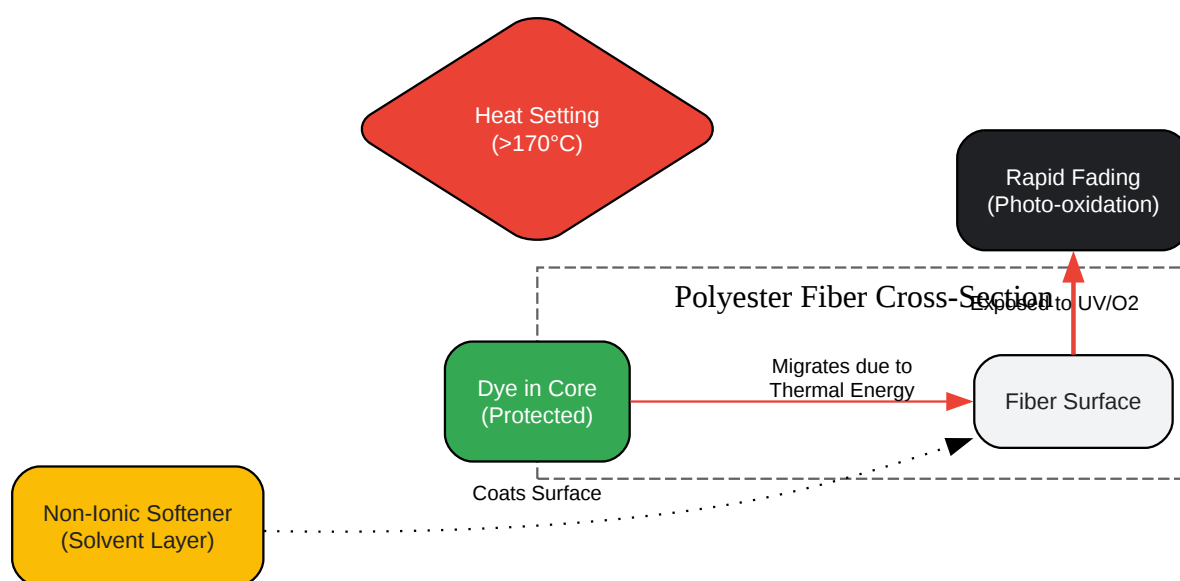 Heat Setting
(>170°C)
Rapid Fading
(Photo-oxidation)
Polyester Fiber Cross-Section
Exposed to UV/O2
Migrates due to
Thermal Energy
Dye in Core
(Protected)
Fiber Surface
Coats Surface
Non-Ionic Softener
(Solvent Layer)